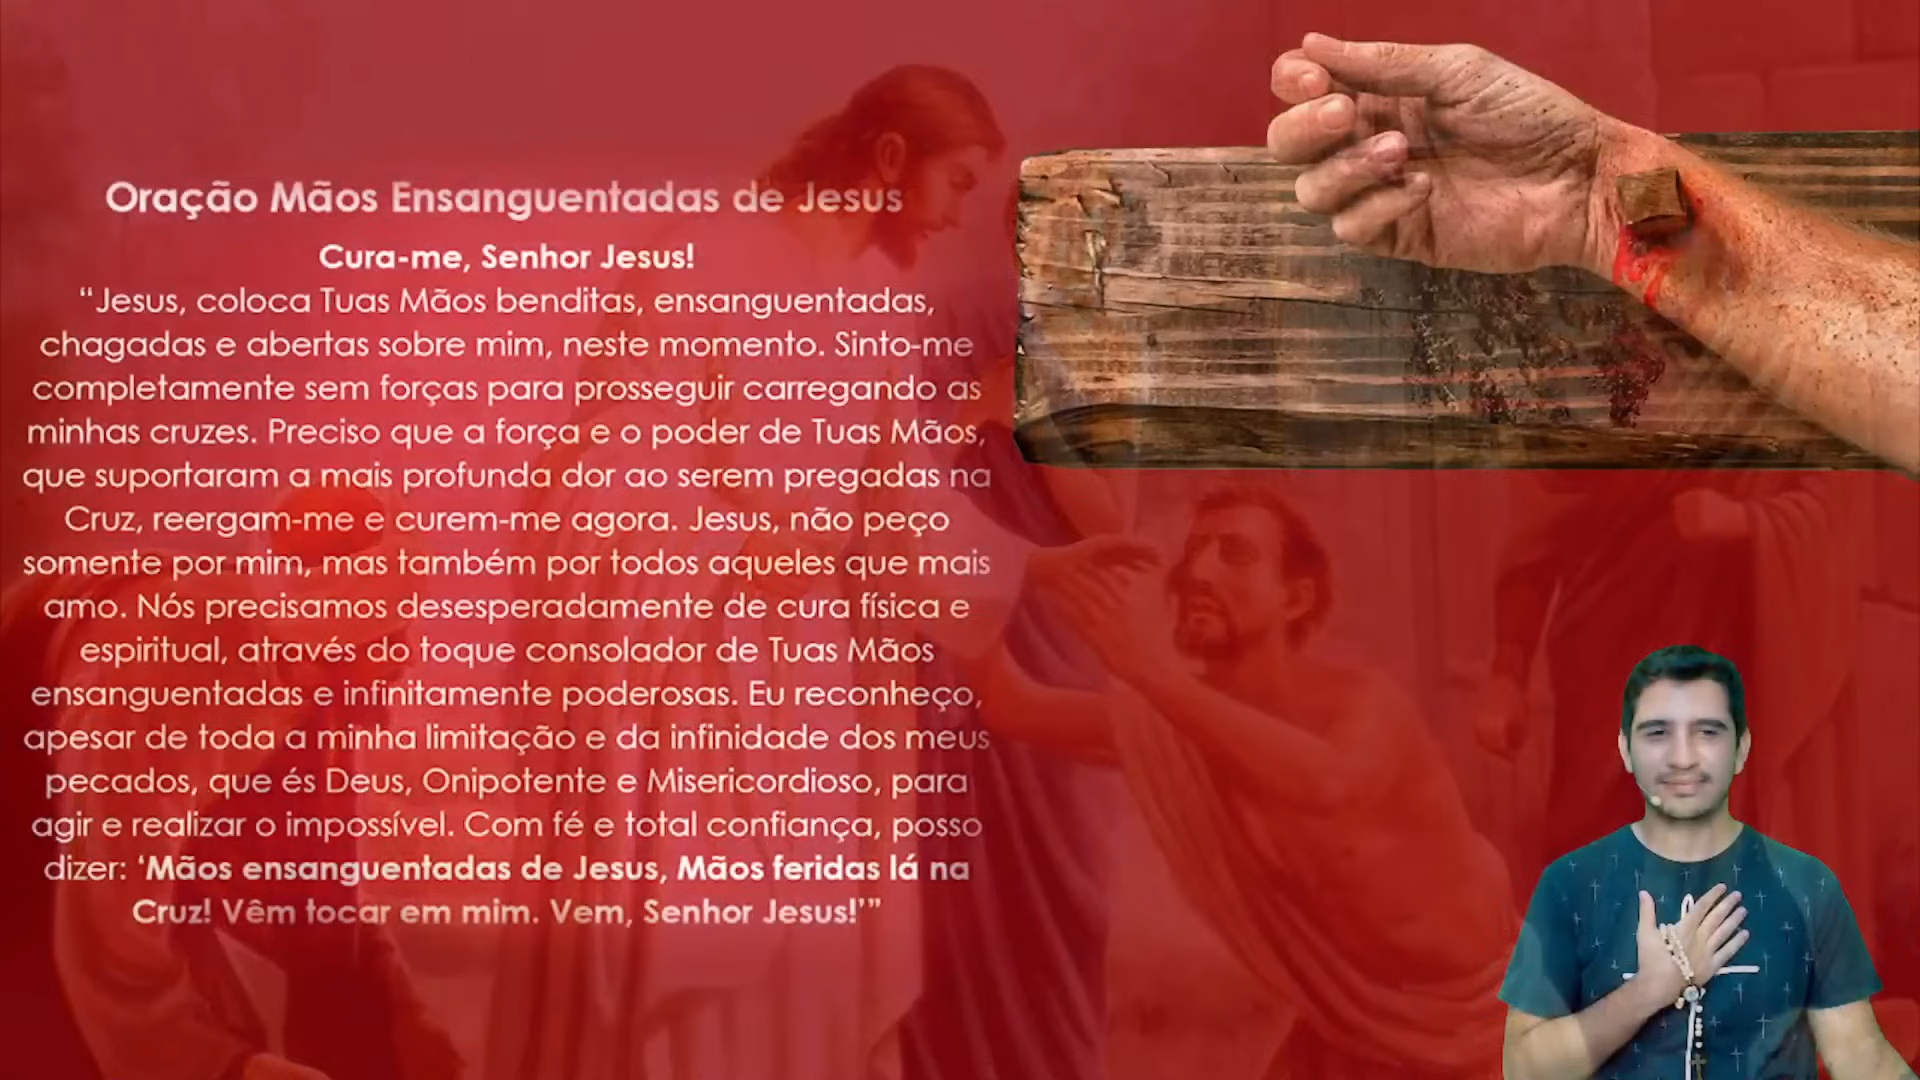 Oração Mãos Ensanguentadas de Jesus
Cura-me, Senhor Jesus!
“Jesus, coloca Tuas Mãos benditas, ensanguentadas,
chagadas e abertas sobre mim, neste momento. Sinto-me
completamente sem forças para prosseguir carregando as
minhas cruzes. Preciso que a força e o poder de Tuas Mãos,
que suportaram a mais profunda dor ao serem pregadas na
Cruz, reergam-me e curem-me agora. Jesus, não peço
somente por mim, mas também por todos aqueles que mais
amo. Nós precisamos desesperadamente de cura física e
espiritual, através do toque consolador de Tuas Mãos
ensanguentadas e infinitamente poderosas. Eu reconheço,
apesar de toda a minha limitação e da infinidade dos meus
pecados, que és Deus, Onipotente e Misericordioso, para
agir e realizar o impossível. Com fé e total confiança, posso
dizer: ‘Mãos ensanguentadas de Jesus, Mãos feridas lá na
Cruz! Vêm tocar em mim. Vem, Senhor Jesus!’”